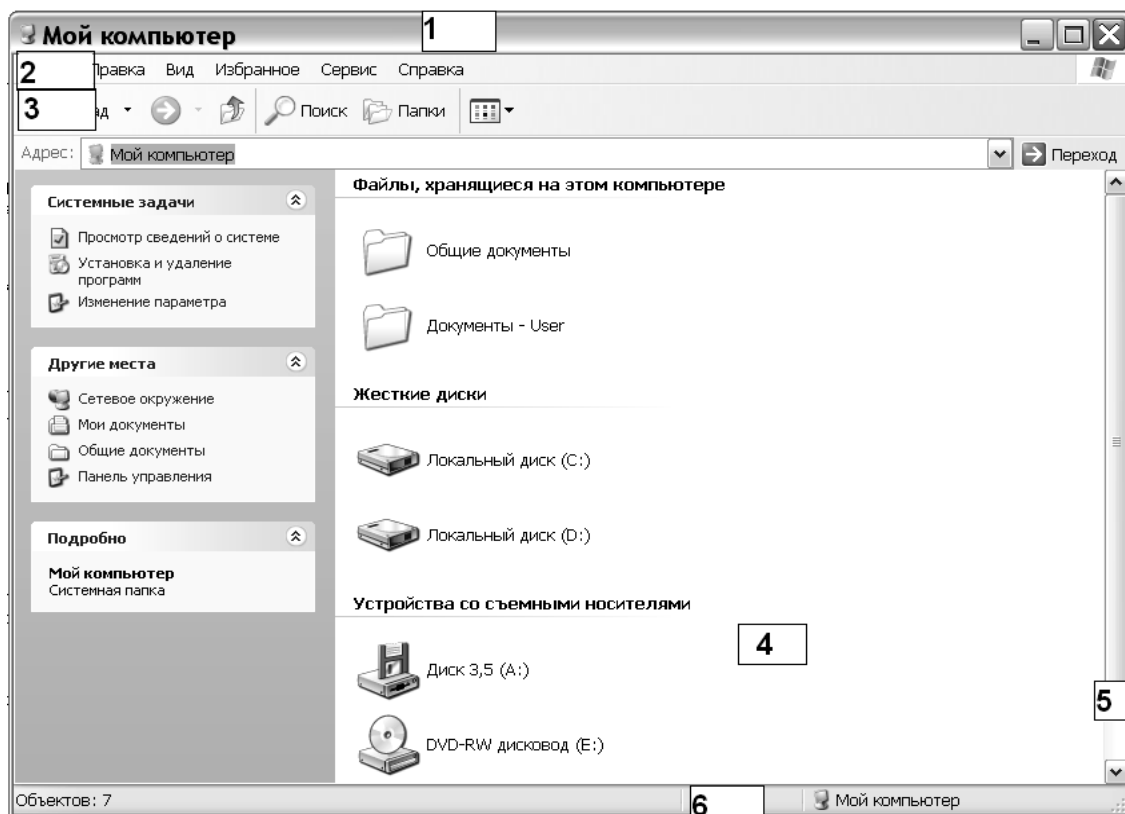 Мой компьютер 1
2 Правка Вид Избранное Сервис Справка
3 ад Поиск Папки
Адрес: Мой компьютер Переход
Системные задачи
Просмотр сведений о системе
Установка и удаление
программ
Изменение параметра
Другие места
Сетевое окружение
Мои документы
Общие документы
Панель управления
Подробно
Мой компьютер
Системная папка
Файлы, хранящиеся на этом компьютере
Общие документы
Документы - User
Жесткие диски
Локальный диск (C:)
Локальный диск (D:)
Устройства со съемными носителями
4
Диск 3,5 (A:)
5
DVD-RW дисковод (E:)
Объектов: 7 6 Мой компьютер